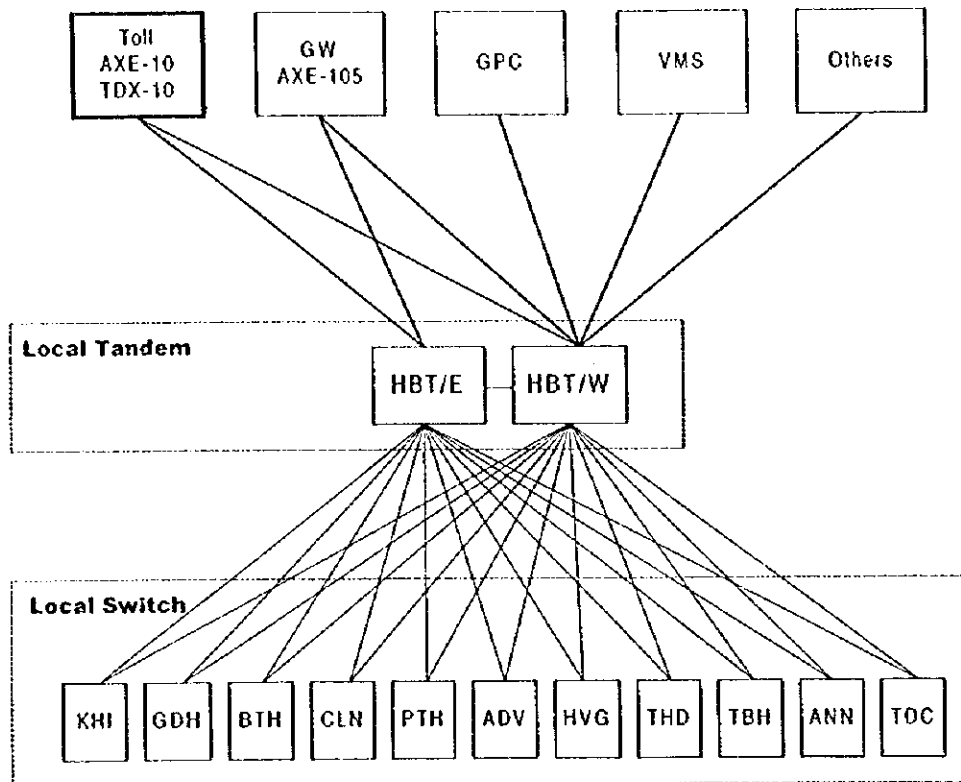 Toll
AXE-10
TDX-10
GW
AXE-105
GPC
VMS
Others
Local Tandem
HBT/E
HBT/W
Local Switch
KHI
GDH
BTH
CLN
PTH
ADV
HVG
THD
TBH
ANN
TOC